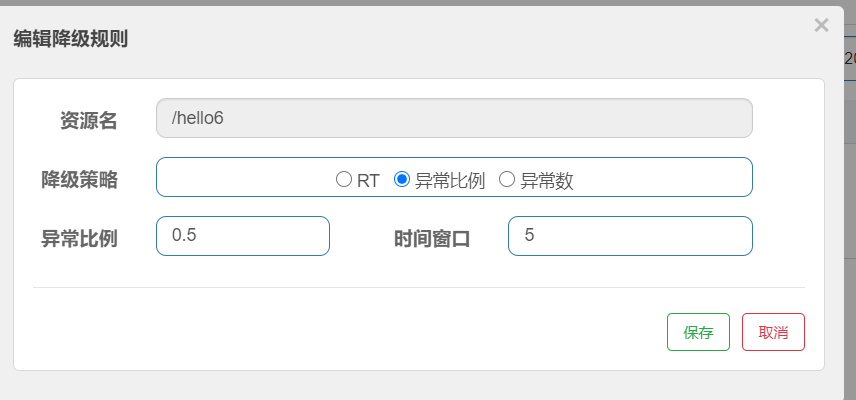 编辑降级规则 ×
20
资源名 /hello6
降级策略 RT 异常比例 异常数
异常比例 0.5 时间窗口 5
保存 取消